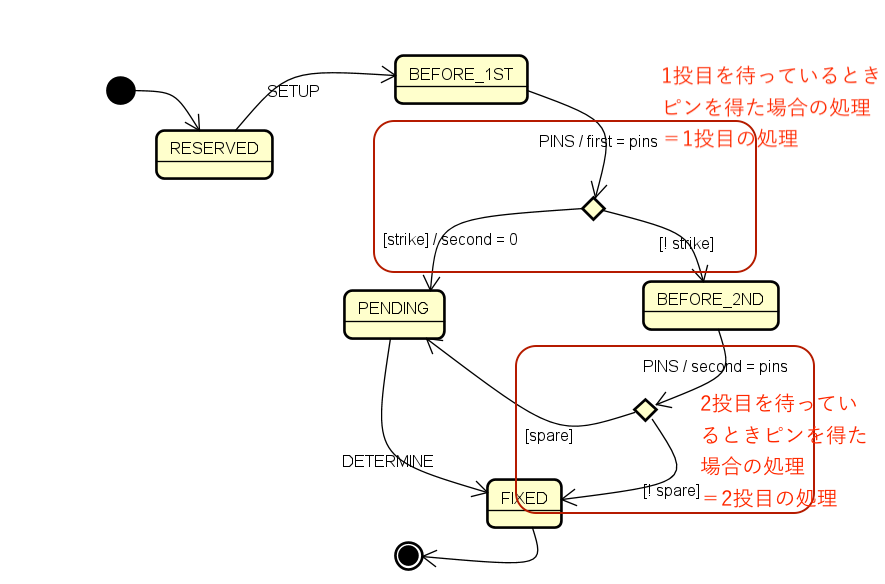 BEFORE_1ST
1投目を待っているとき
ピンを得た場合の処理
＝1投目の処理
SETUP
RESERVED
PINS / first = pins
[strike] / second = 0
[! strike]
PENDING
BEFORE_2ND
PINS / second = pins
2投目を待ってい
るときピンを得た
場合の処理
＝2投目の処理
[spare]
DETERMINE
[! spare]
FIXED